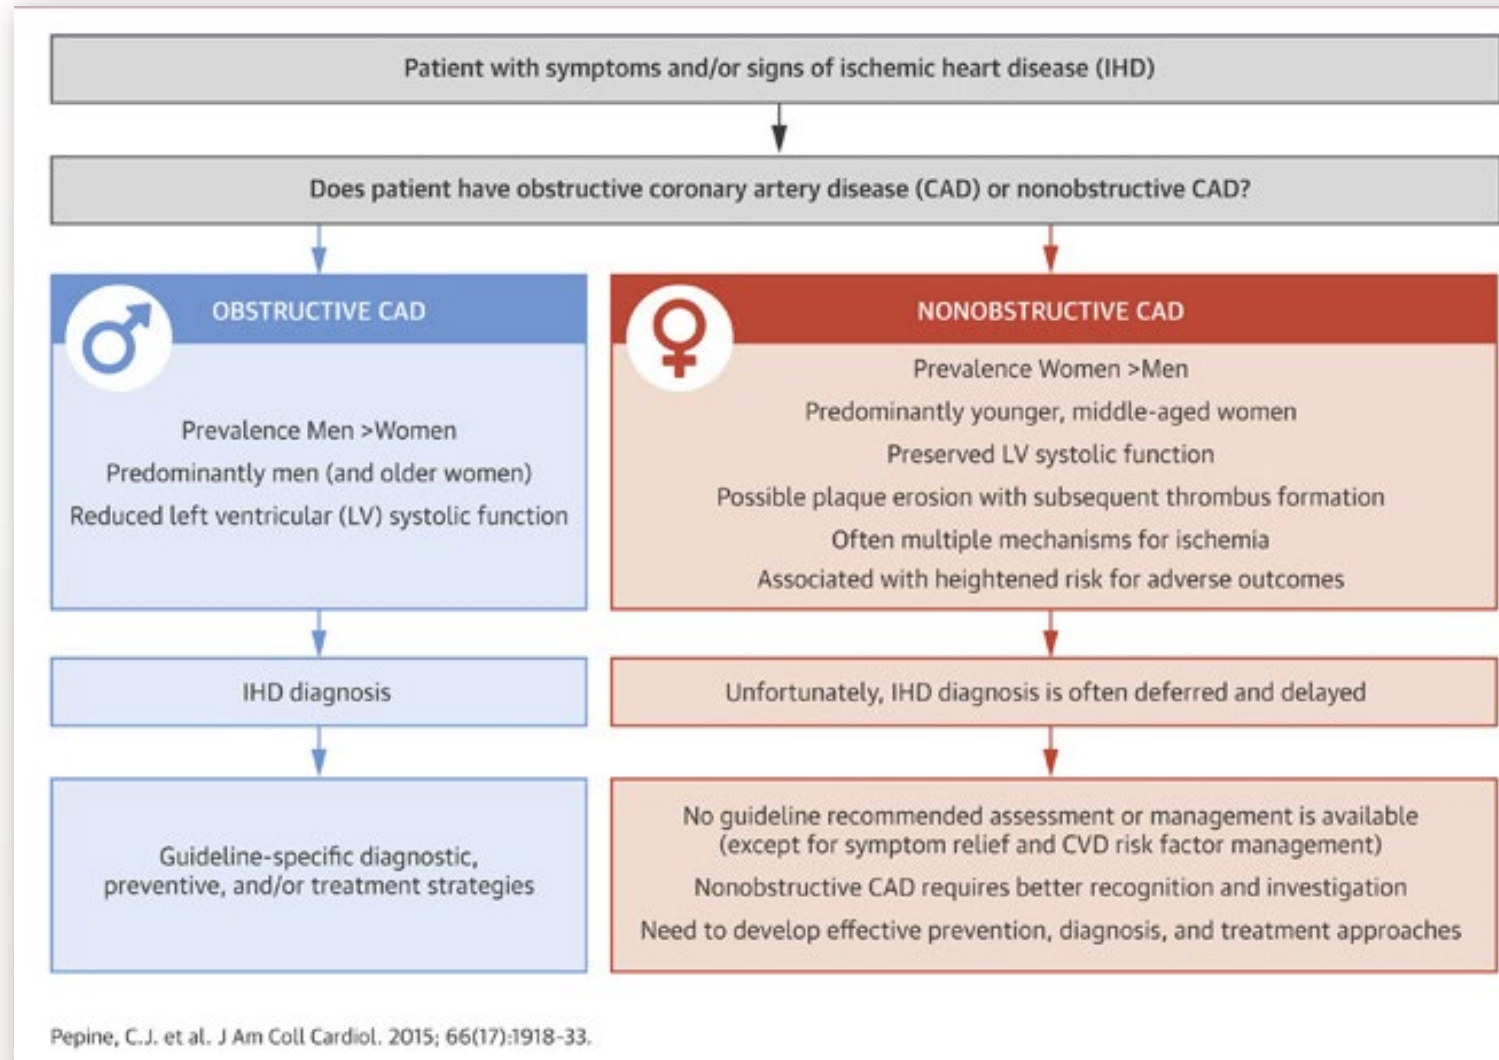 Patient with symptoms and/or signs of ischemic heart disease (IHD)
Does patient have obstructive coronary artery disease (CAD) or nonobstructive CAD?
OBSTRUCTIVE CAD
Prevalence Men >Women
Predominantly men (and older women)
Reduced left ventricular (LV) systolic function
IHD diagnosis
Guideline-specific diagnostic,
preventive, and/or treatment strategies
NONOBSTRUCTIVE CAD
Prevalence Women >Men
Predominantly younger, middle-aged women
Preserved LV systolic function
Possible plaque erosion with subsequent thrombus formation
Often multiple mechanisms for ischemia
Associated with heightened risk for adverse outcomes
Unfortunately, IHD diagnosis is often deferred and delayed
No guideline recommended assessment or management is available
(except for symptom relief and CVD risk factor management)
Nonobstructive CAD requires better recognition and investigation
Need to develop effective prevention, diagnosis, and treatment approaches
Pepine, C.J. et al. J Am Coll Cardiol. 2015; 66(17):1918-33.